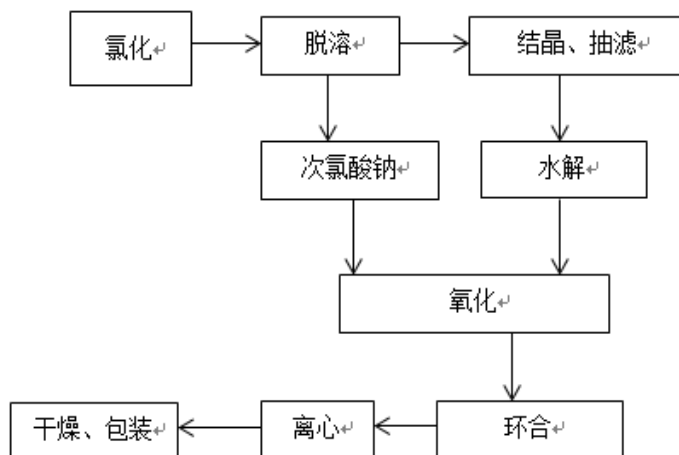 氯化
脱溶
结晶、抽滤
次氯酸钠
水解
氧化
干燥、包装
离心
环合